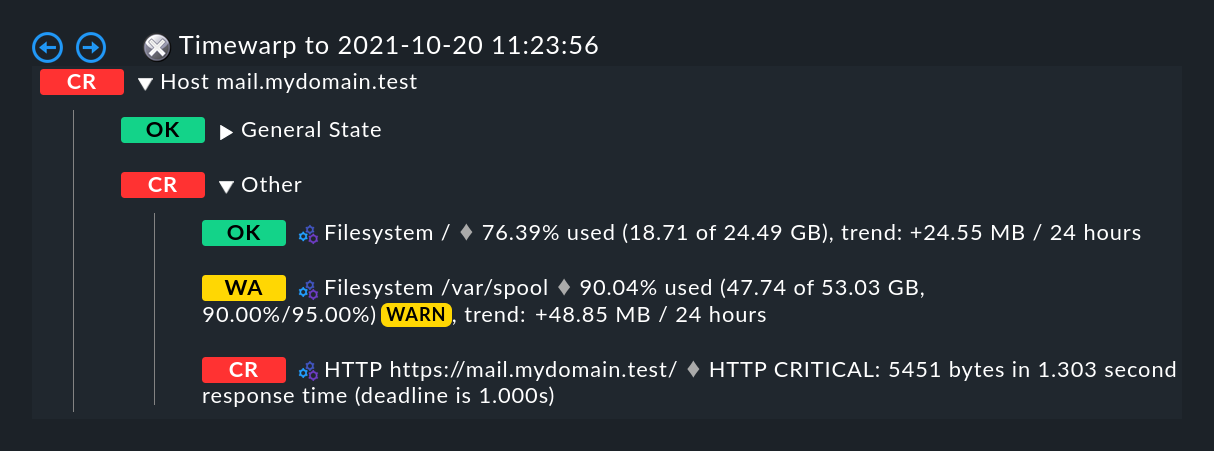 Timewarp to 2021-10-20 11:23:56
CR Host mail.mydomain.test
OK General State
CR Other
OK Filesystem / ♦ 76.39% used (18.71 of 24.49 GB), trend: +24.55 MB / 24 hours
WA Filesystem /var/spool ♦ 90.04% used (47.74 of 53.03 GB,
90.00%/95.00%) WARN, trend: +48.85 MB / 24 hours
CR HTTP https://mail.mydomain.test/ ♦ HTTP CRITICAL: 5451 bytes in 1.303 second
response time (deadline is 1.000s)